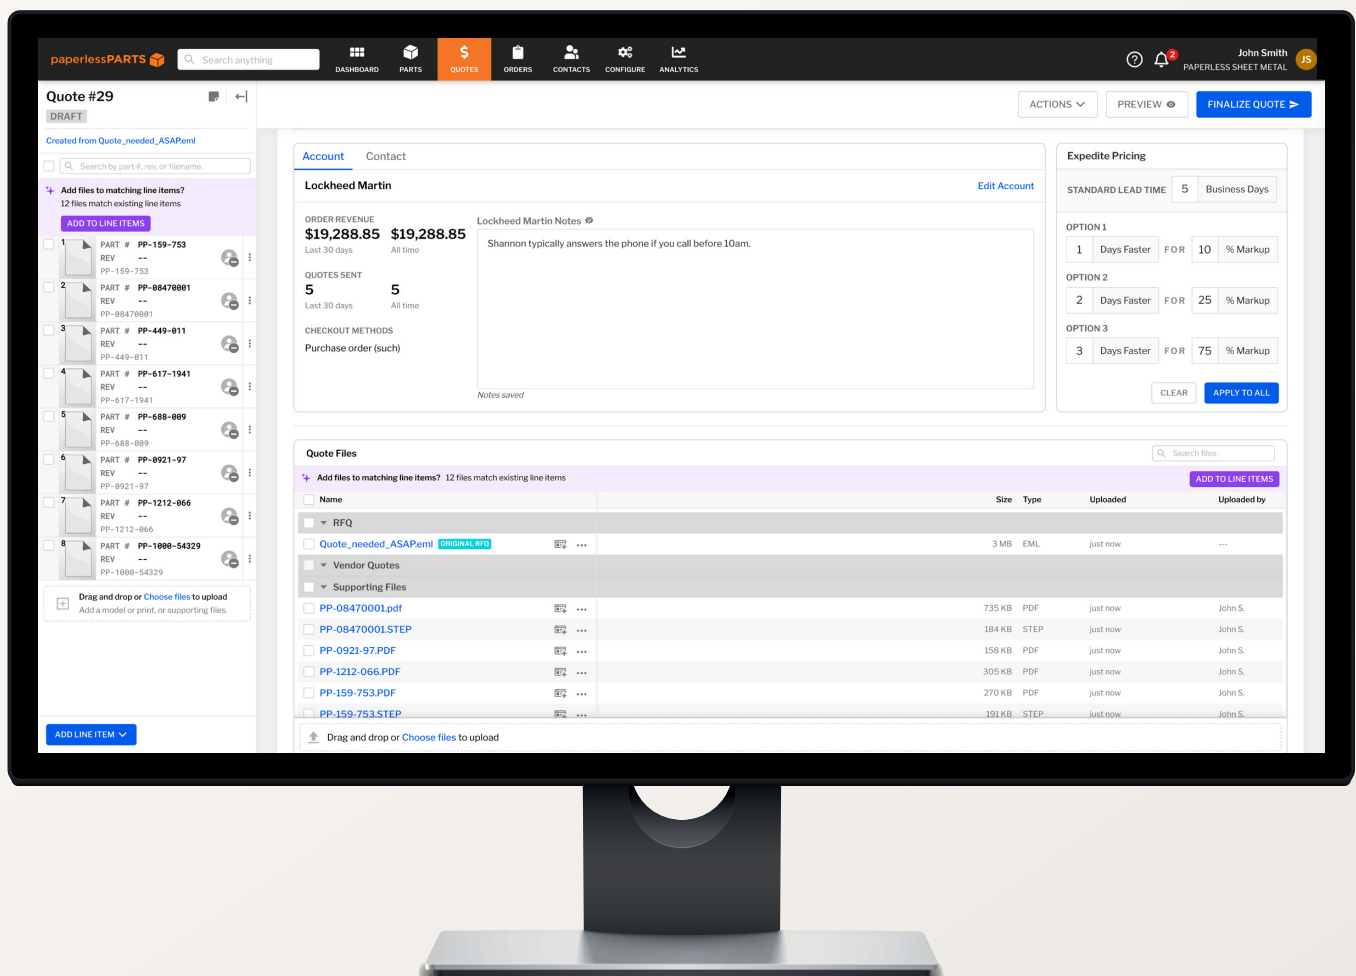 paperlessPARTS
Search anything
DASHBOARD
PARTS
$
QUOTES
ORDERS
CONTACTS
CONFIGURE
ANALYTICS
?
2
John Smith
PAPERLESS SHEET METAL
JS
Quote #29
DRAFT
Created from Quote_needed_ASAP.eml
Search by part #, rev, or filename
Add files to matching line items?
12 files match existing line items
ADD TO LINE ITEMS
1
PART # PP-159-753
REV --
PP-159-753
2
PART # PP-08470001
REV --
PP-08470001
3
PART # PP-449-011
REV --
PP-449-011
4
PART # PP-617-1941
REV --
PP-617-1941
5
PART # PP-688-009
REV --
PP-688-009
6
PART # PP-0921-97
REV --
PP-0921-97
7
PART # PP-1212-066
REV --
PP-1212-066
8
PART # PP-1000-54329
REV --
PP-1000-54329
Drag and drop or Choose files to upload
Add a model or print, or supporting files.
ADD LINE ITEM
ACTIONS
PREVIEW
FINALIZE QUOTE
Account Contact
Lockheed Martin
Edit Account
ORDER REVENUE
$19,288.85 $19,288.85
Last 30 days All time
QUOTES SENT
5 5
Last 30 days All time
CHECKOUT METHODS
Purchase order (such)
Lockheed Martin Notes
Shannon typically answers the phone if you call before 10am.
Notes saved
Expedite Pricing
STANDARD LEAD TIME 5 Business Days
OPTION 1
1 Days Faster FOR 10 % Markup
OPTION 2
2 Days Faster FOR 25 % Markup
OPTION 3
3 Days Faster FOR 75 % Markup
CLEAR
APPLY TO ALL
Quote Files
Search files
Add files to matching line items? 12 files match existing line items
ADD TO LINE ITEMS
Name Size Type Uploaded Uploaded by
RFQ
Quote_needed_ASAP.eml ORIGINAL RFQ 3 MB EML just now ---
Vendor Quotes
Supporting Files
PP-08470001.pdf 735 KB PDF just now John S.
PP-08470001.STEP 184 KB STEP just now John S.
PP-0921-97.PDF 158 KB PDF just now John S.
PP-1212-066.PDF 305 KB PDF just now John S.
PP-159-753.PDF 270 KB PDF just now John S.
PP-159-753.STEP 191 KB STEP just now John S.
Drag and drop or Choose files to upload